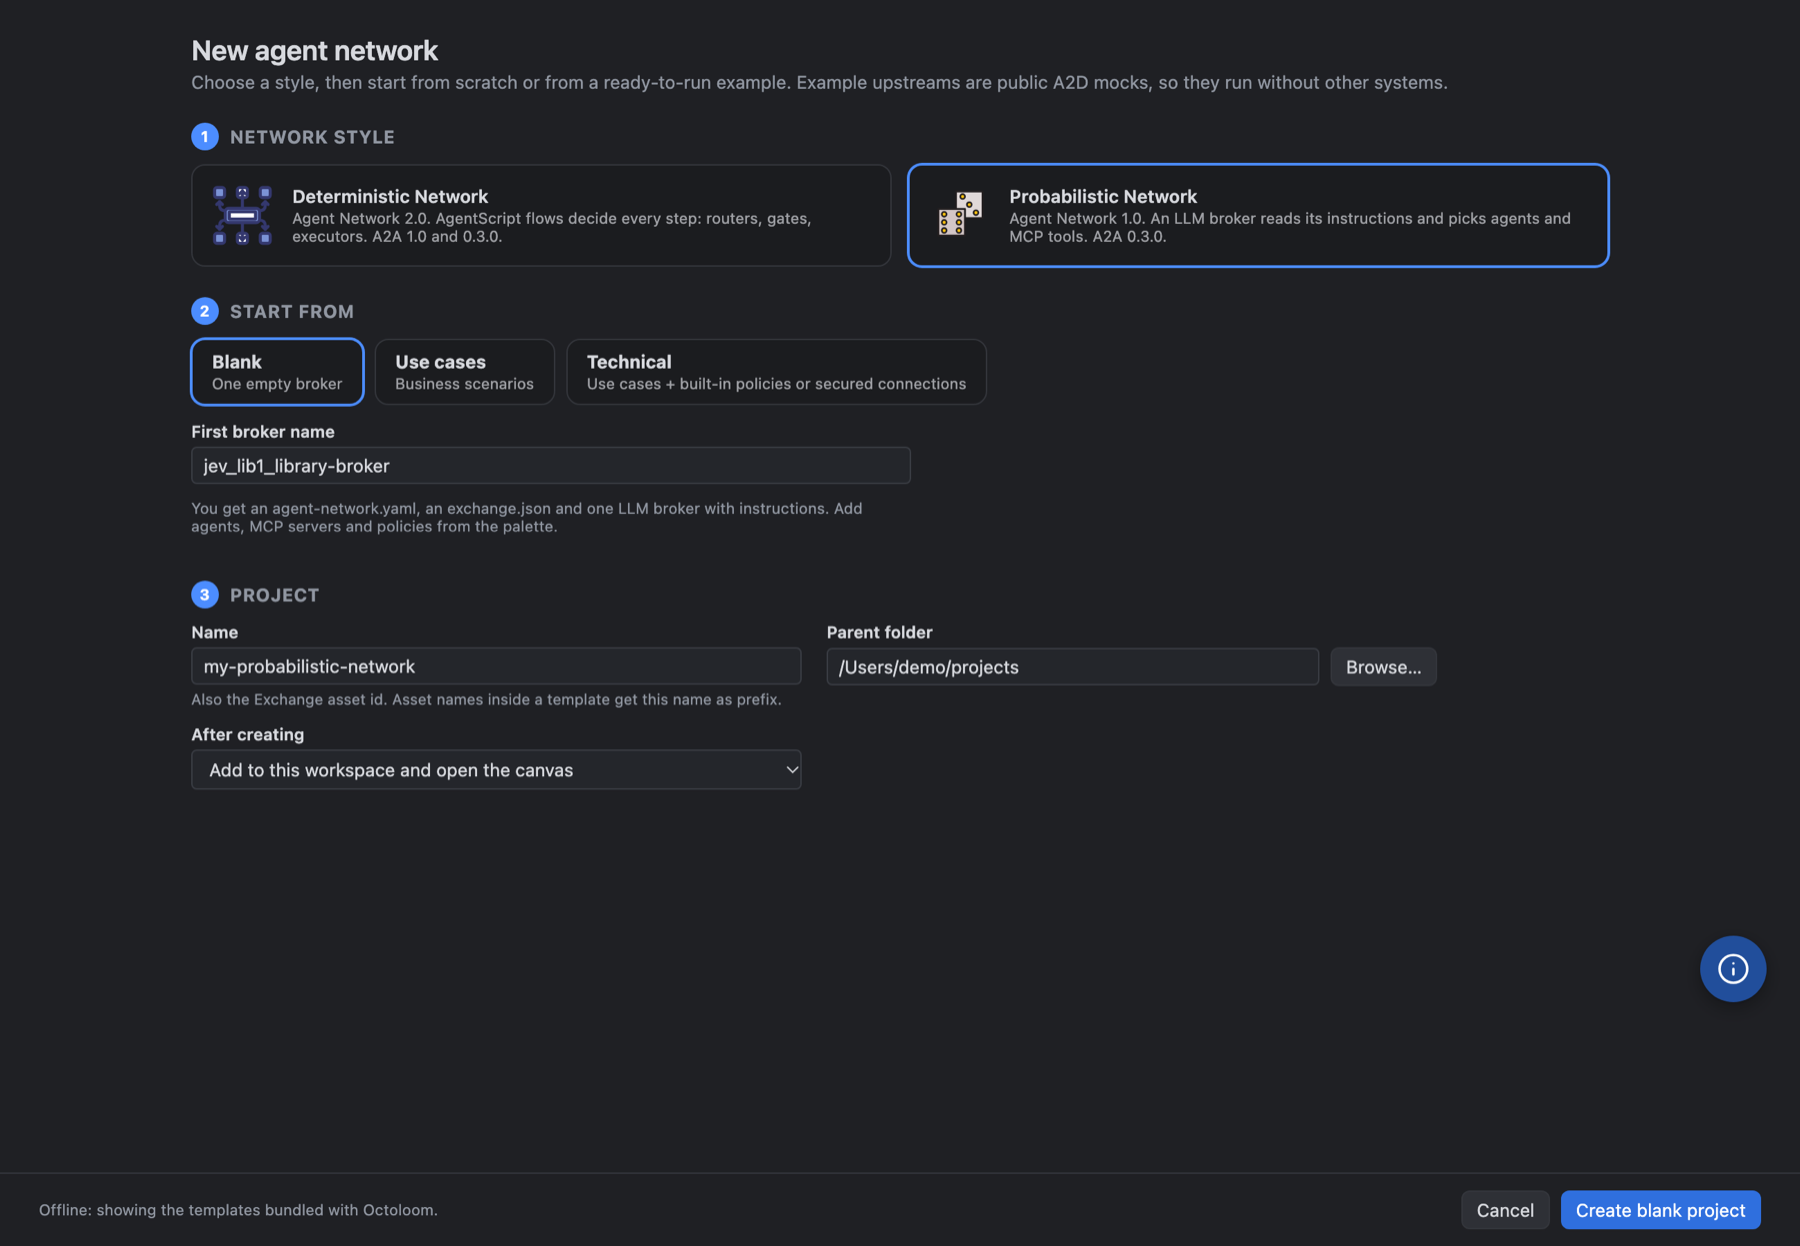 New agent network
Choose a style, then start from scratch or from a ready-to-run example. Example upstreams are public A2D mocks, so they run without other systems.
1 NETWORK STYLE
Deterministic Network
Agent Network 2.0. AgentScript flows decide every step: routers, gates,
executors. A2A 1.0 and 0.3.0.
Probabilistic Network
Agent Network 1.0. An LLM broker reads its instructions and picks agents and
MCP tools. A2A 0.3.0.
2 START FROM
Blank
One empty broker
Use cases
Business scenarios
Technical
Use cases + built-in policies or secured connections
First broker name
jev_lib1_library-broker
You get an agent-network.yaml, an exchange.json and one LLM broker with instructions. Add
agents, MCP servers and policies from the palette.
3 PROJECT
Name
my-probabilistic-network
Also the Exchange asset id. Asset names inside a template get this name as prefix.
Parent folder
/Users/demo/projects
Browse...
After creating
Add to this workspace and open the canvas
Offline: showing the templates bundled with Octoloom.
Cancel
Create blank project